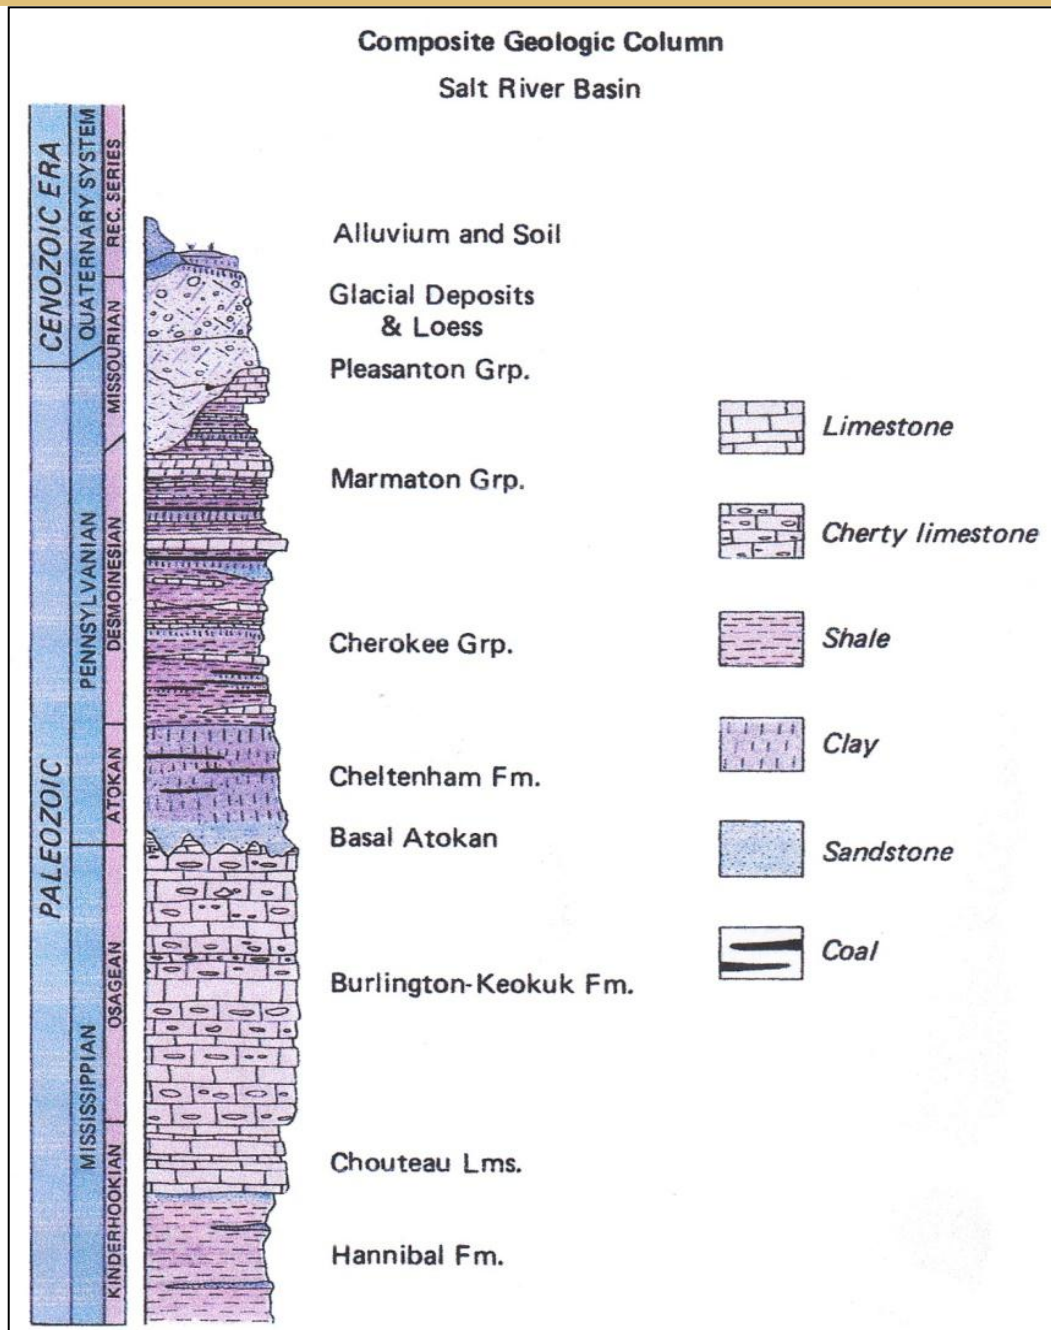 Composite Geologic Column
Salt River Basin
CENOZOIC ERA
QUATERNARY SYSTEM
REC. SERIES
MISSOURIAN
PALEOZOIC
PENNSYLVANIAN
DESMOINESIAN
ATOKAN
MISSISSIPPIAN
OSAGEAN
KINDERHOOKIAN
Alluvium and Soil
Glacial Deposits
& Loess
Pleasanton Grp.
Marmaton Grp.
Cherokee Grp.
Cheltenham Fm.
Basal Atokan
Burlington-Keokuk Fm.
Chouteau Lms.
Hannibal Fm.
Limestone
Cherty limestone
Shale
Clay
Sandstone
Coal